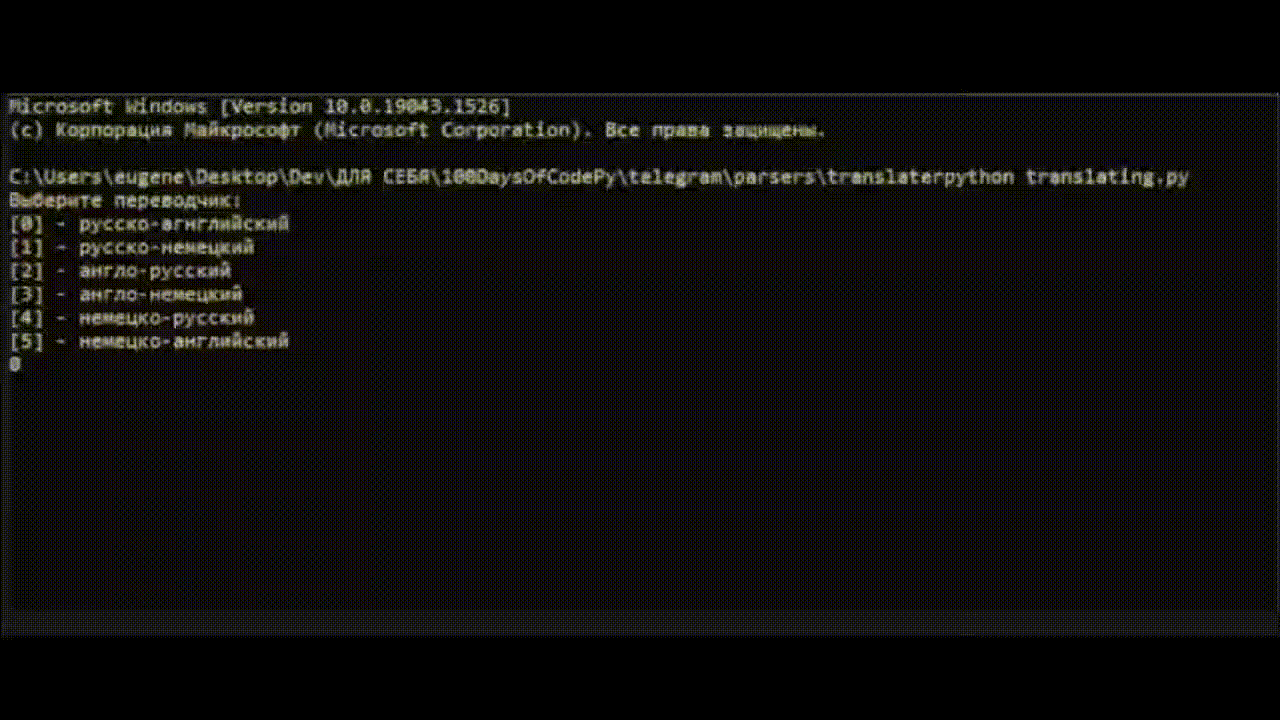 Microsoft Windows [Version 10.0.19043.1526]
(c) Корпорация Майкрософт (Microsoft Corporation). Все права защищены.
C:\Users\eugene\Desktop\Dev\ДЛЯ СЕБЯ\100DaysOfCodePy\telegram\parsers\translaterpython translating.py
Выберите переводчик:
[0] - русско-агнглийский
[1] - русско-немецкий
[2] - англо-русский
[3] - англо-немецкий
[4] - немецко-русский
[5] - немецко-английский
0